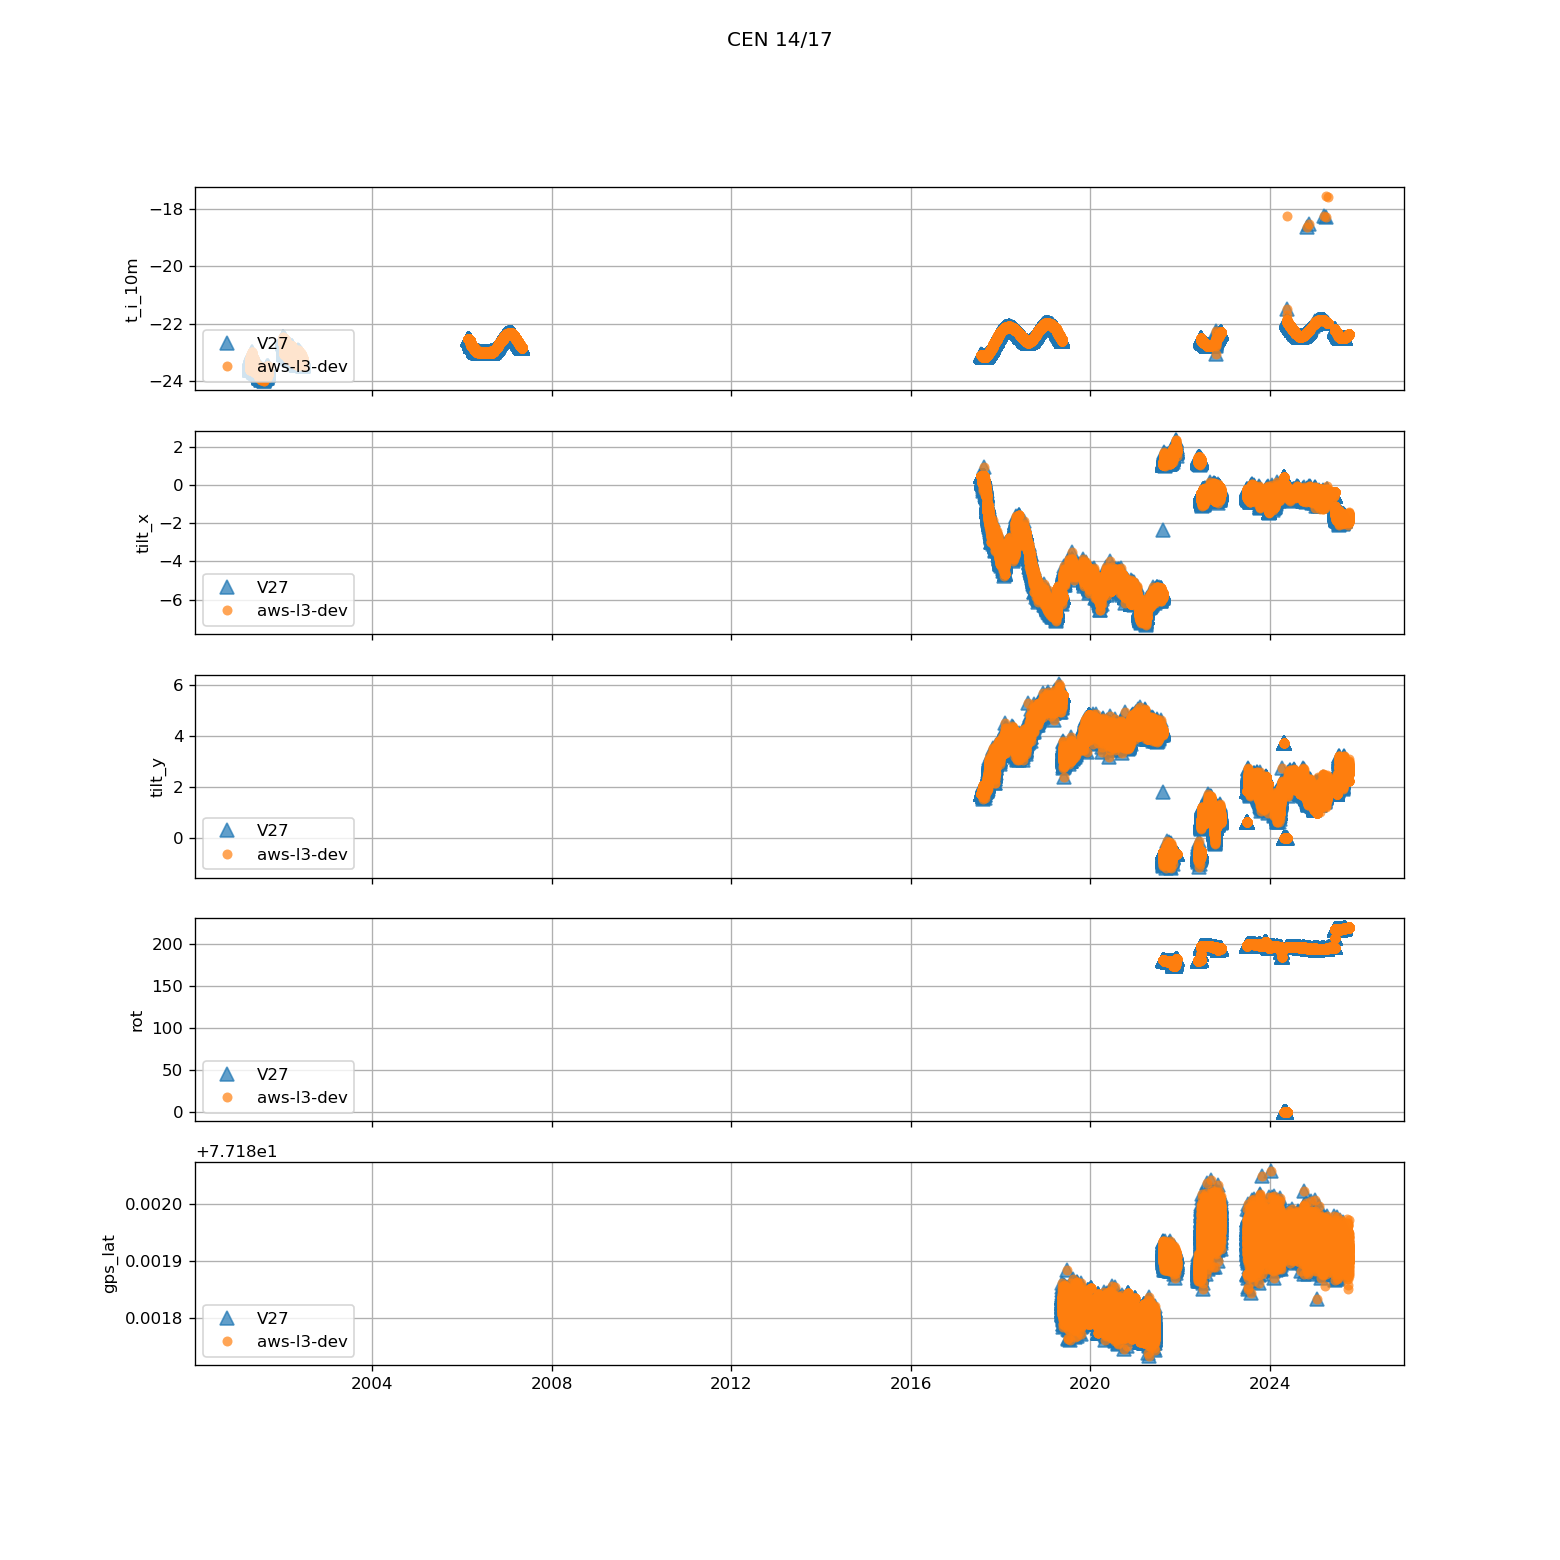 CEN 14/17
−18
−20
−22
−24
t_i_10m
V27
aws-l3-dev
2
0
−2
−4
−6
tilt_x
V27
aws-l3-dev
6
4
2
0
tilt_y
V27
aws-l3-dev
200
150
100
50
0
rot
V27
aws-l3-dev
+7.718e1
0.0020
0.0019
0.0018
gps_lat
V27
aws-l3-dev
2004 2008 2012 2016 2020 2024